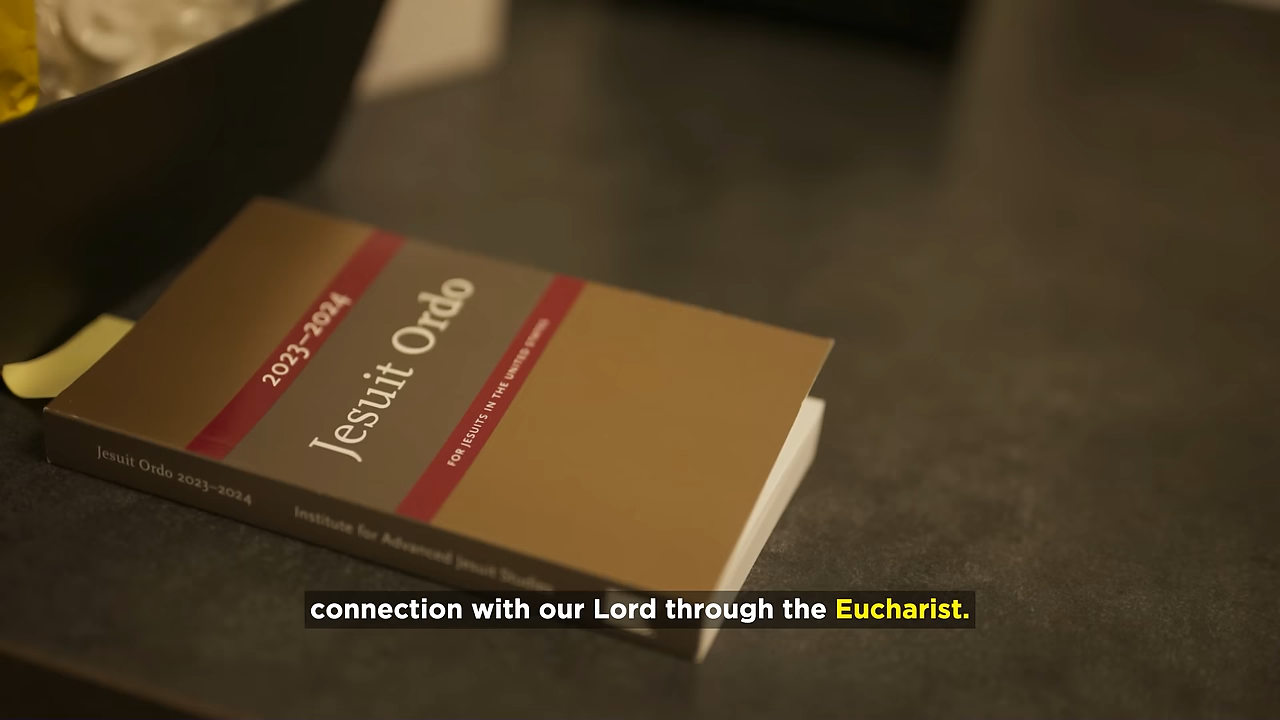 2023–2024
Jesuit Ordo
FOR JESUITS IN THE UNITED STATES
Jesuit Ordo 2023–2024
Institute for Advanced Jesuit Studies
connection with our Lord through the Eucharist.